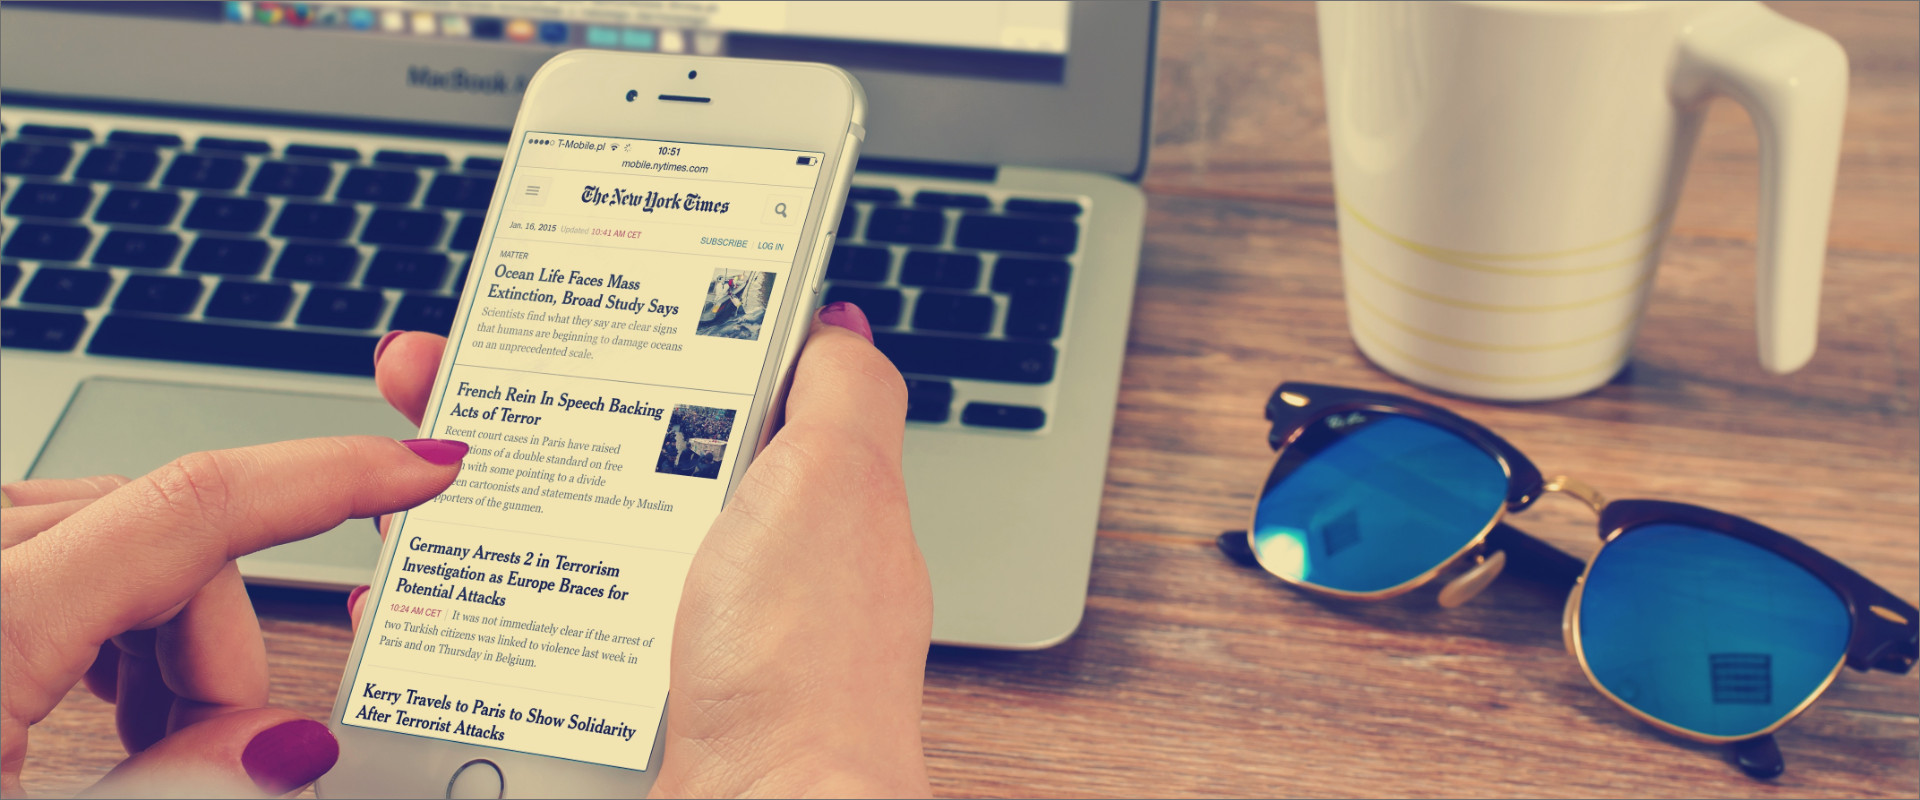 MacBook
T-Mobile.pl 10:51
mobile.nytimes.com
The New York Times
Jan. 16, 2015 Updated 10:41 AM CET
SUBSCRIBE LOG IN
MATTER
Ocean Life Faces Mass
Extinction, Broad Study Says
Scientists find what they say are clear signs
that humans are beginning to damage oceans
on an unprecedented scale.
French Rein In Speech Backing
Acts of Terror
Recent court cases in Paris have raised
tions of a double standard on free
with some pointing to a divide
een cartoonists and statements made by Muslim
pporters of the gunmen.
Germany Arrests 2 in Terrorism
Investigation as Europe Braces for
Potential Attacks
10:24 AM CET It was not immediately clear if the arrest of
two Turkish citizens was linked to violence last week in
Paris and on Thursday in Belgium.
Kerry Travels to Paris to Show Solidarity
After Terrorist Attacks